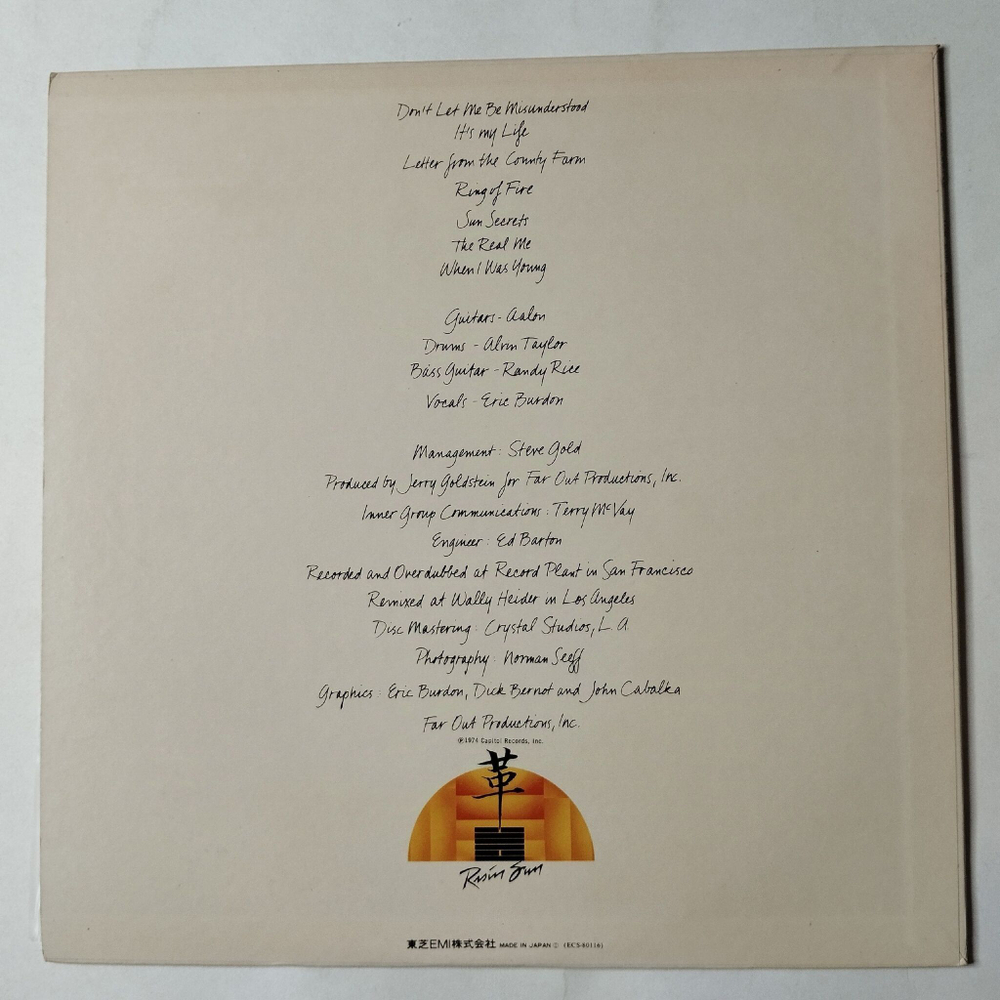 Don't Let Me Be Misunderstood
It's my Life
Letter from the County Farm
Ring of Fire
Sun Secrets
The Real Me
When I Was Young
Guitars - Aalon
Drums - Alvin Taylor
Bass Guitar - Randy Rice
Vocals - Eric Burdon
Management: Steve Gold
Produced by Jerry Goldstein for Far Out Productions, Inc.
Inner Group Communications: Terry McVay
Engineer: Ed Barton
Recorded and Overdubbed at Record Plant in San Francisco
Remixed at Wally Heider in Los Angeles
Disc Mastering: Crystal Studios, L.A.
Photography: Norman Seeff
Graphics: Eric Burdon, Dick Bernot and John Cabalka
Far Out Productions, Inc.
℗1974 Capitol Records, Inc.
革
Risin Sun
東芝EMI株式会社 MADE IN JAPAN Ⓒ (ECS-80116)